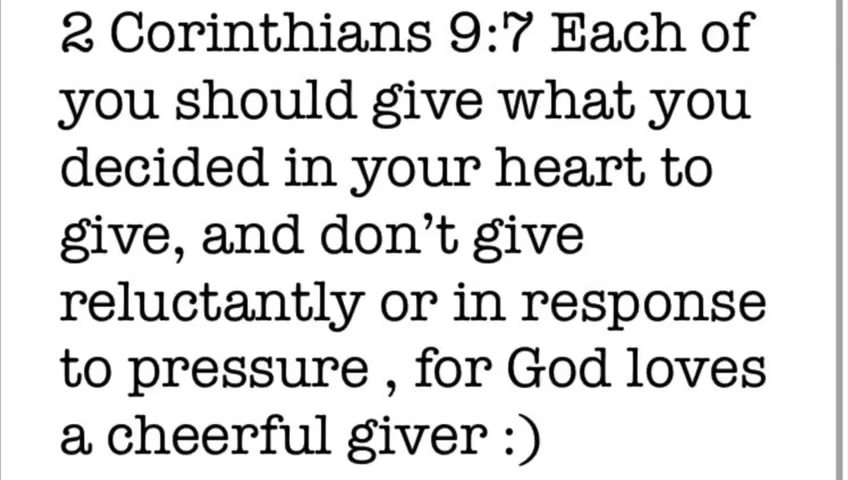 2 Corinthians 9:7 Each of
you should give what you
decided in your heart to
give, and don’t give
reluctantly or in response
to pressure , for God loves
a cheerful giver :)